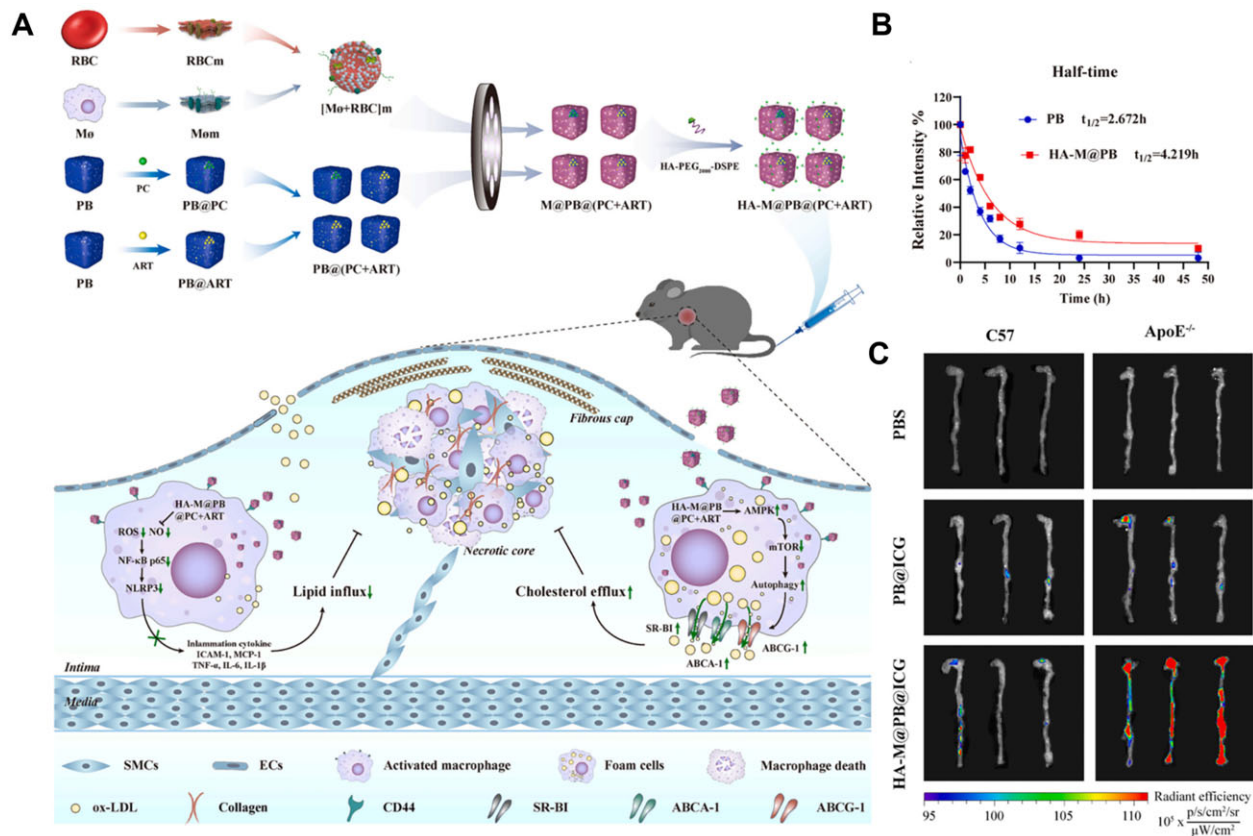 A
RBC
RBCm
Mø
Møm
[Mø+RBC]m
PB
PC
PB@PC
PB
ART
PB@ART
PB@(PC+ART)
M@PB@(PC+ART)
HA-PEG2000-DSPE
HA-M@PB@(PC+ART)
Fibrous cap
Necrotic core
HA-M@PB
@PC+ART
ROS NO
NF-κB p65
NLRP3
Inlammation cytokine
ICAM-1, MCP-1
TNF-α, IL-6, IL-1β
Lipid influx
Cholesterol efflux
HA-M@PB
@PC+ART
AMPK
mTOR
Autophagy
SR-BI
ABCA-1
ABCG-1
Intima
Media
SMCs
ECs
Activated macrophage
Foam cells
Macrophage death
ox-LDL
Collagen
CD44
SR-BI
ABCA-1
ABCG-1
B
Half-time
Relative Intensity %
120
100
80
60
40
20
0
PB t1/2=2.672h
HA-M@PB t1/2=4.219h
0 5 10 15 20 25 30 35 40 45 50
Time (h)
C
C57
ApoE-/-
PBS
PB@ICG
HA-M@PB@ICG
95 100 105 110
Radiant efficiency
10⁵ x p/s/cm²/sr
µW/cm²